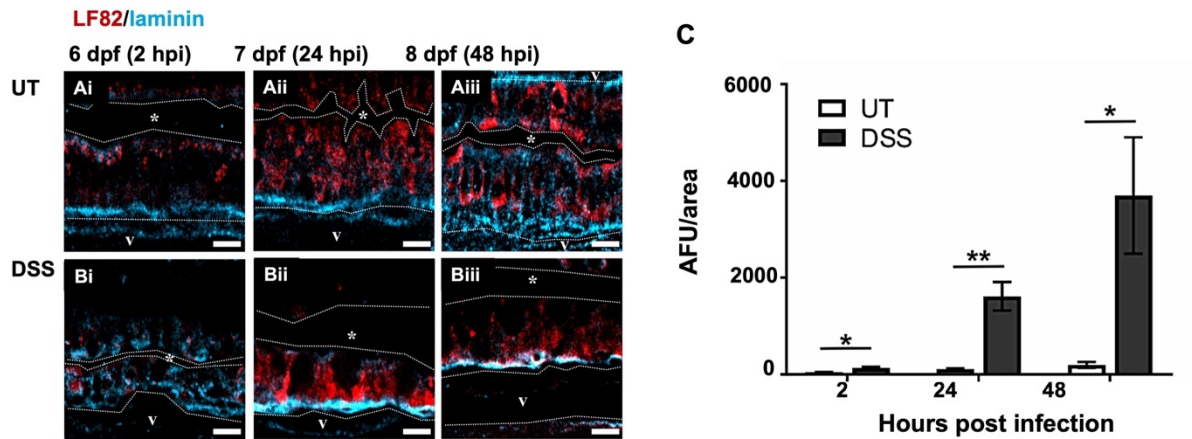 LF82/laminin
6 dpf (2 hpi) 7 dpf (24 hpi) 8 dpf (48 hpi)
UT
Ai
*
v
Aii
*
Aiii
v
*
v
DSS
Bi
*
v
Bii
*
v
Biii
*
v
C
6000
4000
2000
0
AFU/area
UT
DSS
*
**
*
2 24 48
Hours post infection